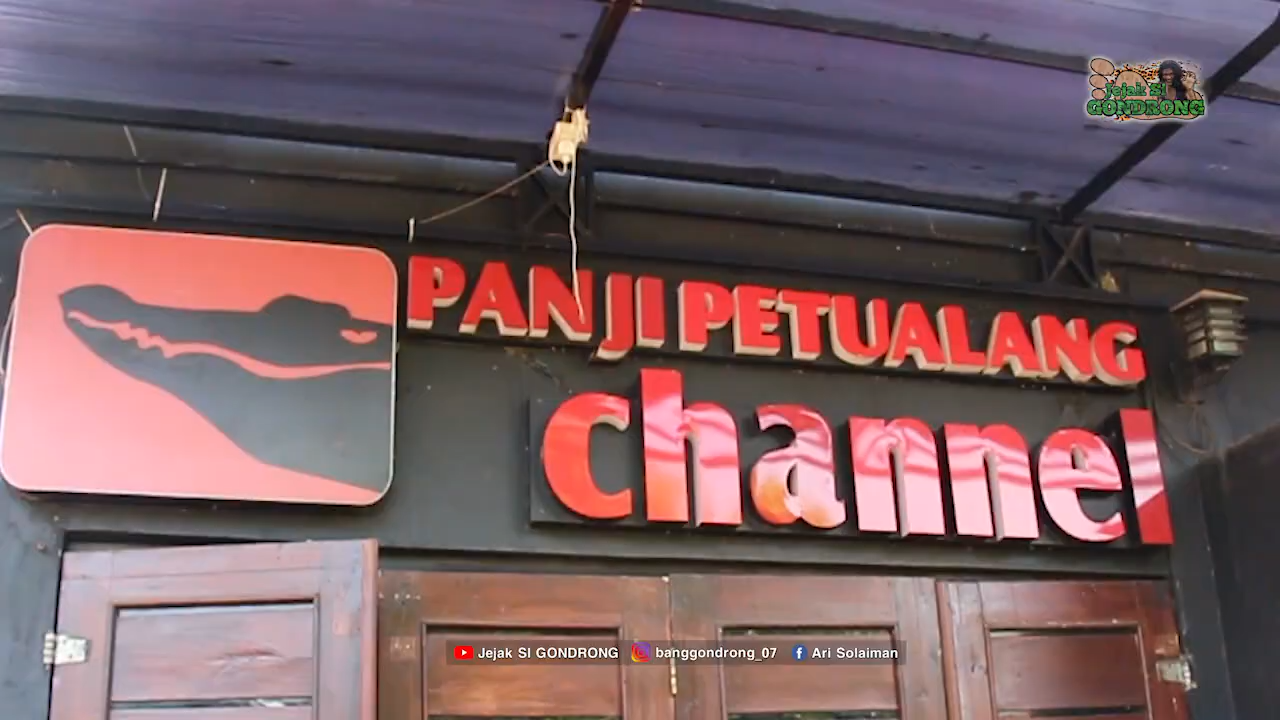 Jejak SI
GONDRONG
PANJI PETUALANG
channel
Jejak SI GONDRONG banggondrong_07 Ari Solaiman